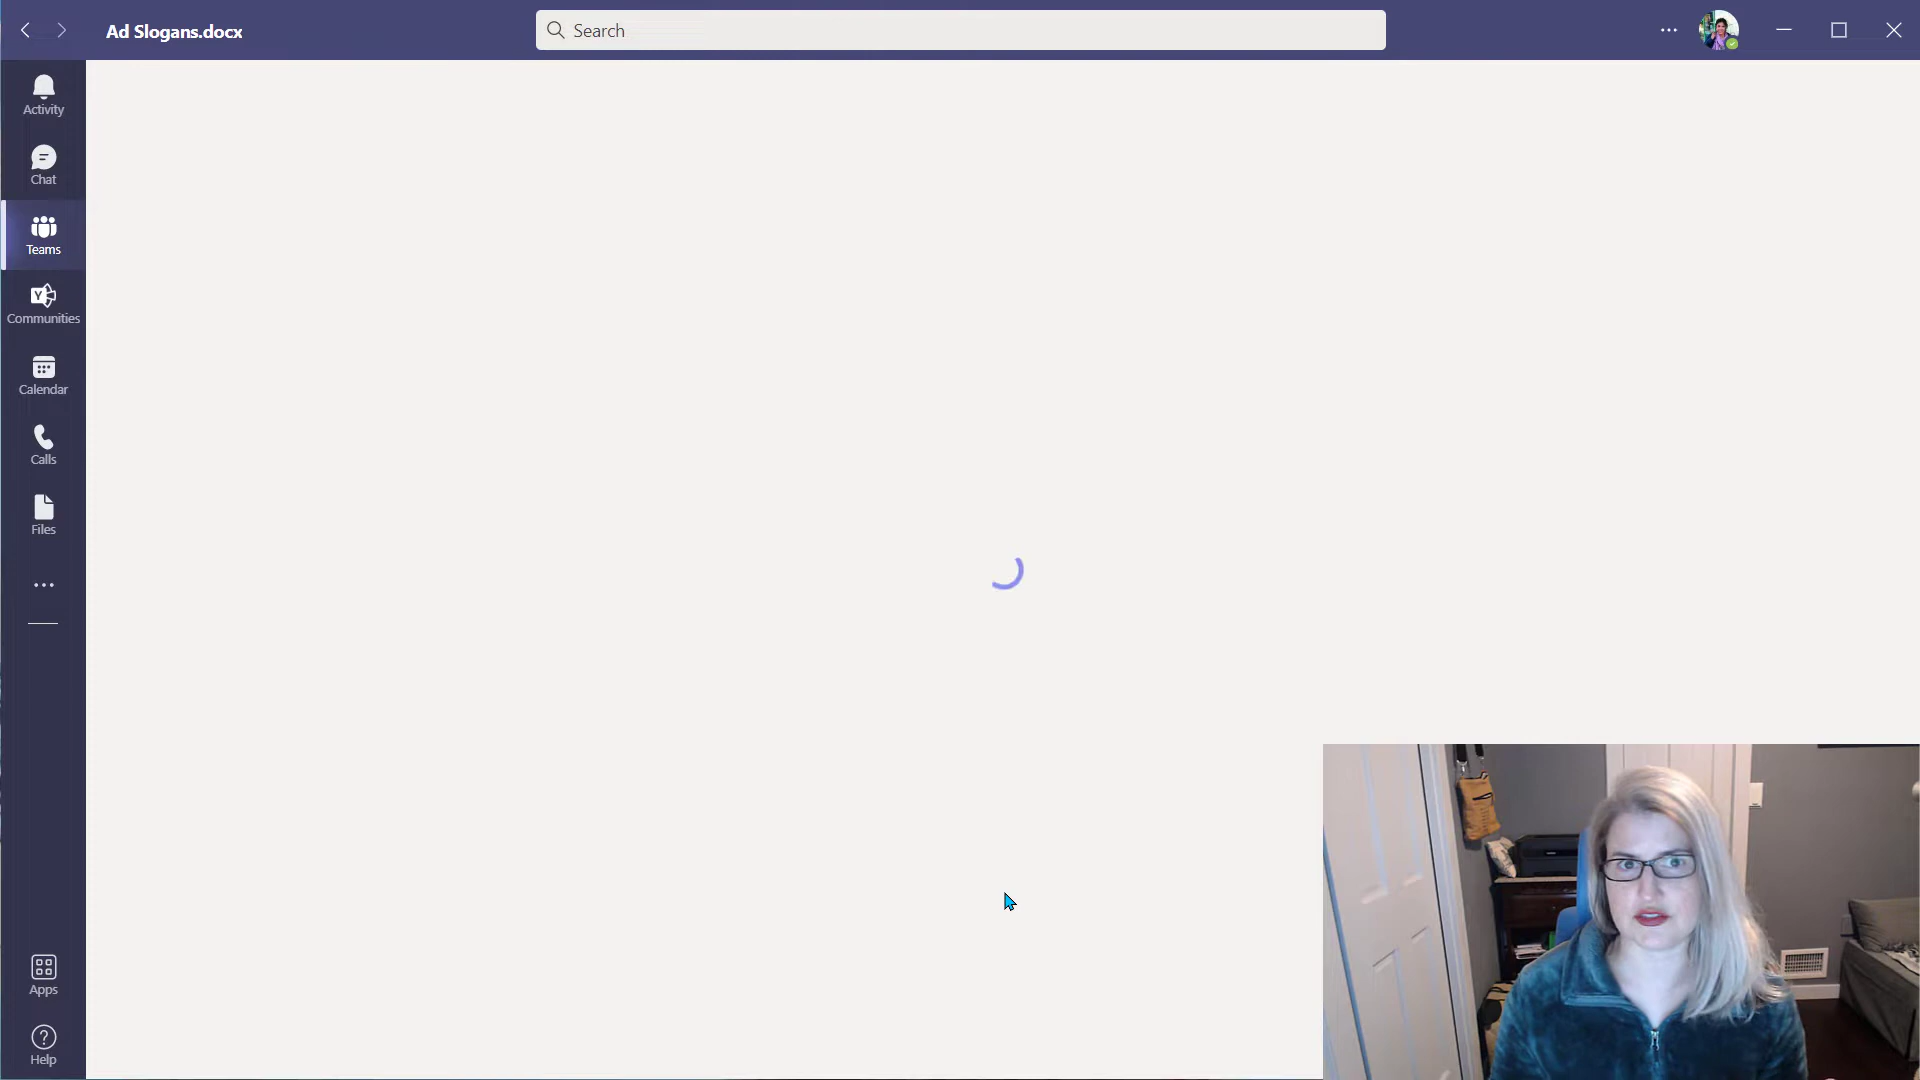 Ad Slogans.docx
Search
Activity
Chat
Teams
Communities
Calendar
Calls
Files
Apps
Help